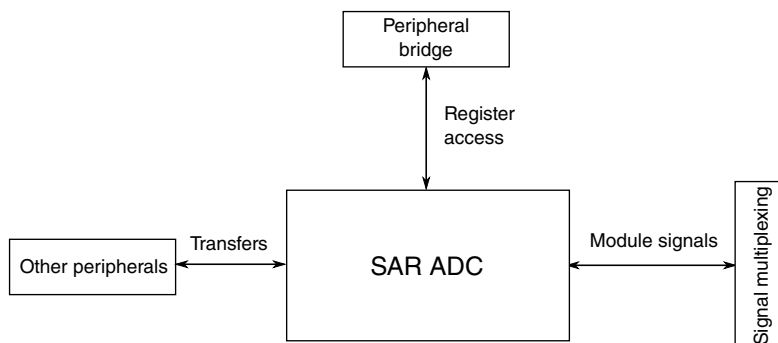 Peripheral
bridge
Register
access
Other peripherals
Transfers
SAR ADC
Module signals
Signal multiplexing